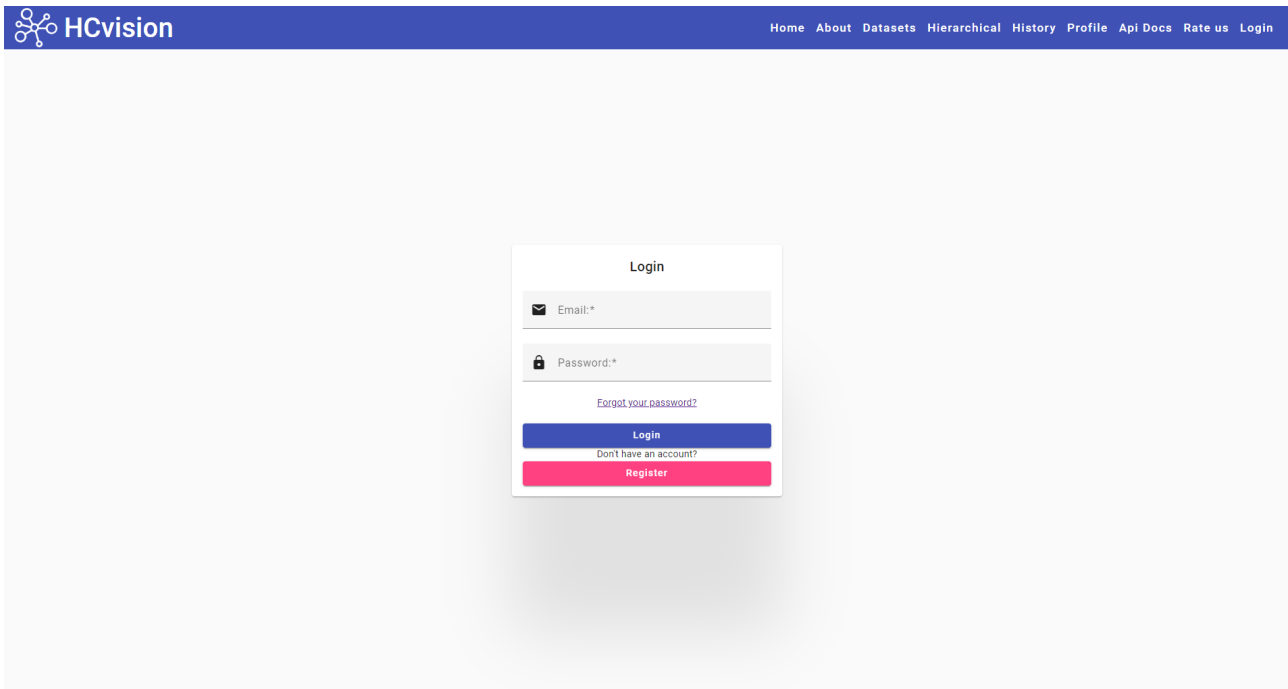 HCvision
Home About Datasets Hierarchical History Profile Api Docs Rate us Login
Login
Email:*
Password:*
Forgot your password?
Login
Don't have an account?
Register